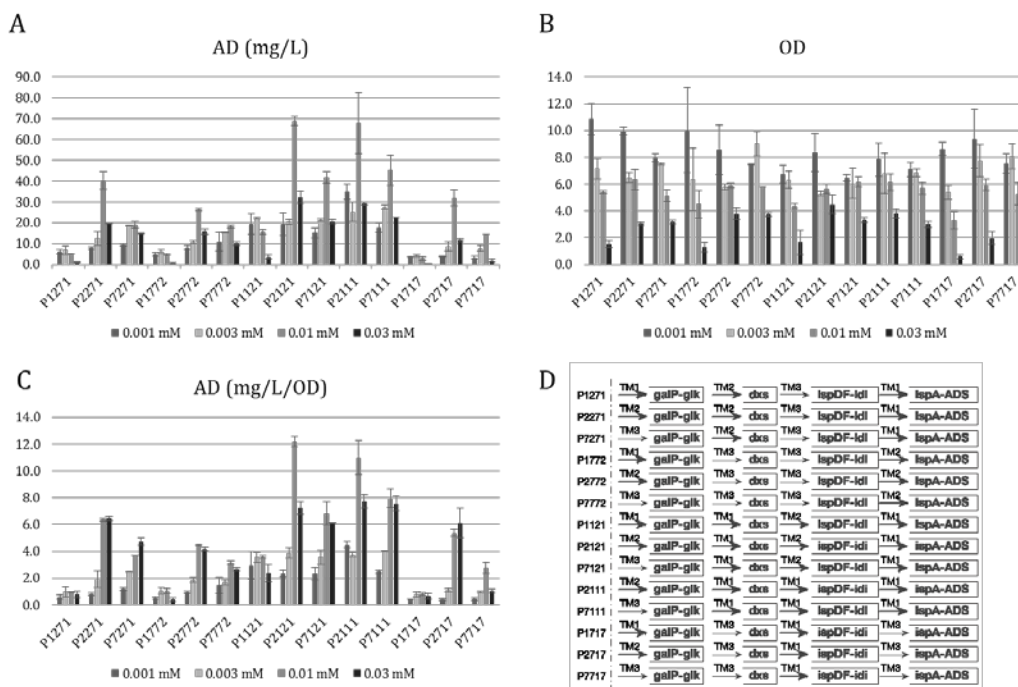 A
AD (mg/L)
90.0
80.0
70.0
60.0
50.0
40.0
30.0
20.0
10.0
0.0
P1271 P2271 P7271 P1772 P2772 P7772 P1121 P2121 P7121 P2111 P7111 P1717 P2717 P7717
0.001 mM 0.003 mM 0.01 mM 0.03 mM
B
OD
14.0
12.0
10.0
8.0
6.0
4.0
2.0
0.0
P1271 P2271 P7271 P1772 P2772 P7772 P1121 P2121 P7121 P2111 P7111 P1717 P2717 P7717
0.001 mM 0.003 mM 0.01 mM 0.03 mM
C
AD (mg/L/OD)
14.0
12.0
10.0
8.0
6.0
4.0
2.0
0.0
P1271 P2271 P7271 P1772 P2772 P7772 P1121 P2121 P7121 P2111 P7111 P1717 P2717 P7717
0.001 mM 0.003 mM 0.01 mM 0.03 mM
D
P1271 TM1 galP-glk TM2 dxs TM3 ispDF-idi TM1 ispA-ADS
P2271 TM2 galP-glk TM2 dxs TM3 ispDF-idi TM1 ispA-ADS
P7271 TM3 galP-glk TM2 dxs TM3 ispDF-idi TM1 ispA-ADS
P1772 TM1 galP-glk TM3 dxs TM3 ispDF-idi TM2 ispA-ADS
P2772 TM2 galP-glk TM3 dxs TM3 ispDF-idi TM2 ispA-ADS
P7772 TM3 galP-glk TM3 dxs TM3 ispDF-idi TM2 ispA-ADS
P1121 TM1 galP-glk TM1 dxs TM2 ispDF-idi TM1 ispA-ADS
P2121 TM2 galP-glk TM1 dxs TM2 ispDF-idi TM1 ispA-ADS
P7121 TM3 galP-glk TM1 dxs TM2 ispDF-idi TM1 ispA-ADS
P2111 TM2 galP-glk TM1 dxs TM1 ispDF-idi TM1 ispA-ADS
P7111 TM3 galP-glk TM1 dxs TM1 ispDF-idi TM1 ispA-ADS
P1717 TM1 galP-glk TM3 dxs TM1 ispDF-idi TM3 ispA-ADS
P2717 TM2 galP-glk TM3 dxs TM1 ispDF-idi TM3 ispA-ADS
P7717 TM3 galP-glk TM3 dxs TM1 ispDF-idi TM3 ispA-ADS